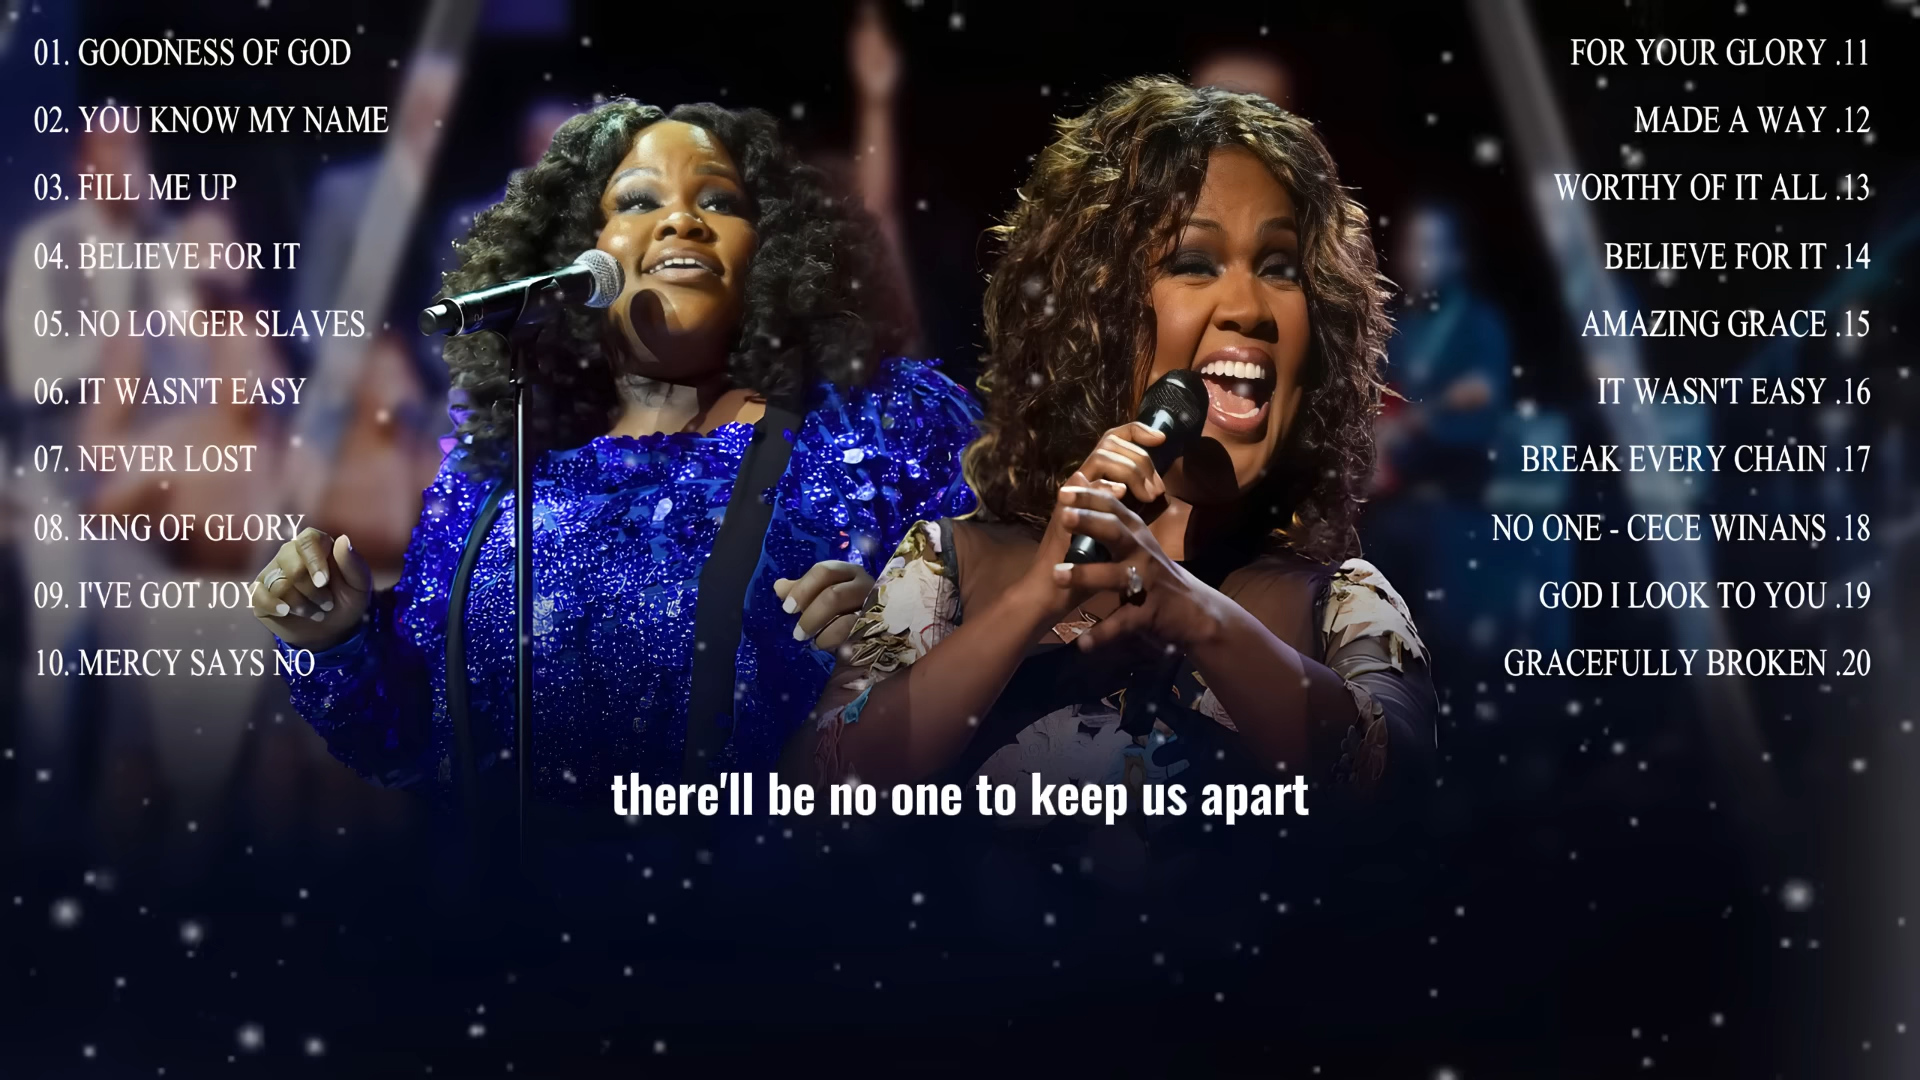 01. GOODNESS OF GOD
02. YOU KNOW MY NAME
03. FILL ME UP
04. BELIEVE FOR IT
05. NO LONGER SLAVES
06. IT WASN'T EASY
07. NEVER LOST
08. KING OF GLORY
09. I'VE GOT JOY
10. MERCY SAYS NO
FOR YOUR GLORY .11
MADE A WAY .12
WORTHY OF IT ALL .13
BELIEVE FOR IT .14
AMAZING GRACE .15
IT WASN'T EASY .16
BREAK EVERY CHAIN .17
NO ONE - CECE WINANS .18
GOD I LOOK TO YOU .19
GRACEFULLY BROKEN .20
there'll be no one to keep us apart